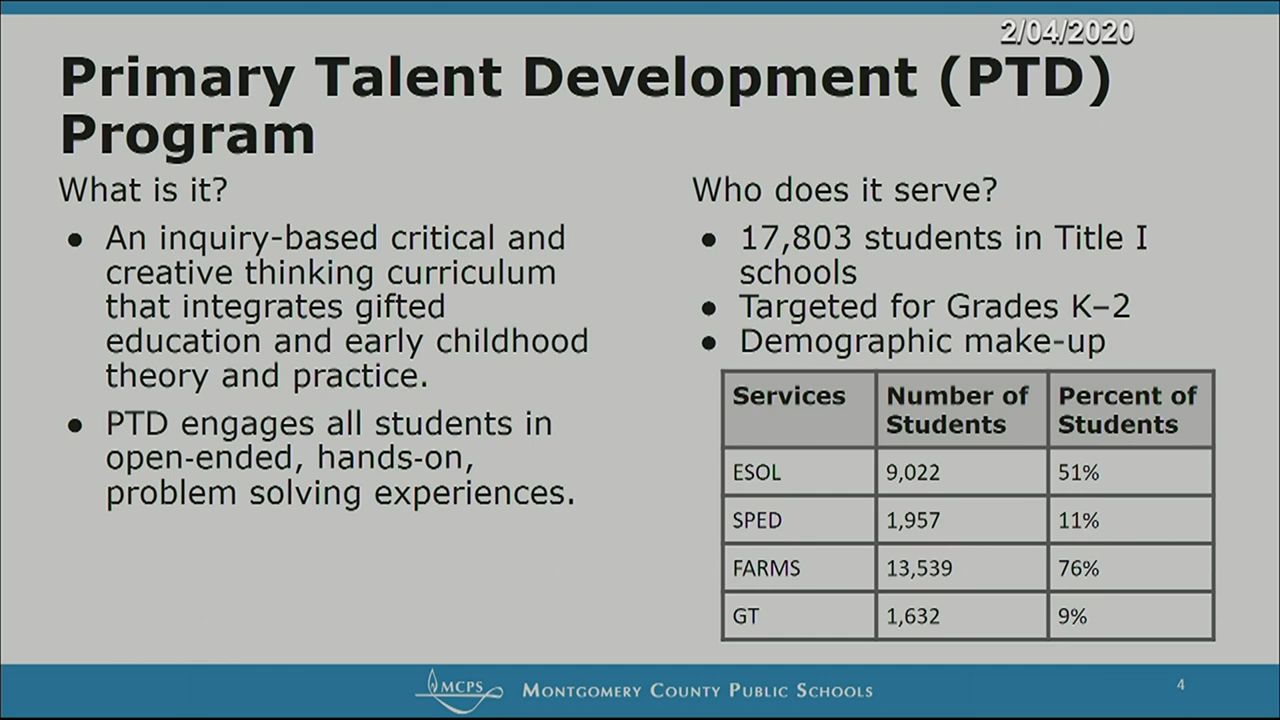 2/04/2020
Primary Talent Development (PTD)
Program
What is it?
● An inquiry-based critical and
creative thinking curriculum
that integrates gifted
education and early childhood
theory and practice.
● PTD engages all students in
open-ended, hands-on,
problem solving experiences.
Who does it serve?
● 17,803 students in Title I
schools
● Targeted for Grades K–2
● Demographic make-up
Services Number of Students Percent of Students
ESOL 9,022 51%
SPED 1,957 11%
FARMS 13,539 76%
GT 1,632 9%
MCPS MONTGOMERY COUNTY PUBLIC SCHOOLS 4